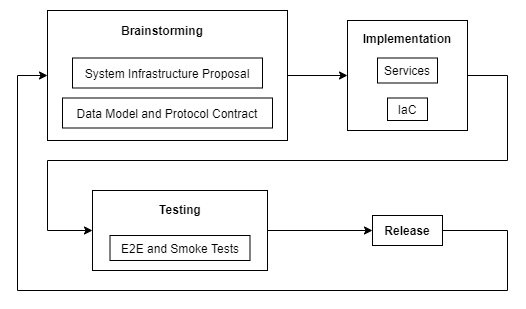 Brainstorming
System Infrastructure Proposal
Data Model and Protocol Contract
Implementation
Services
IaC
Testing
E2E and Smoke Tests
Release